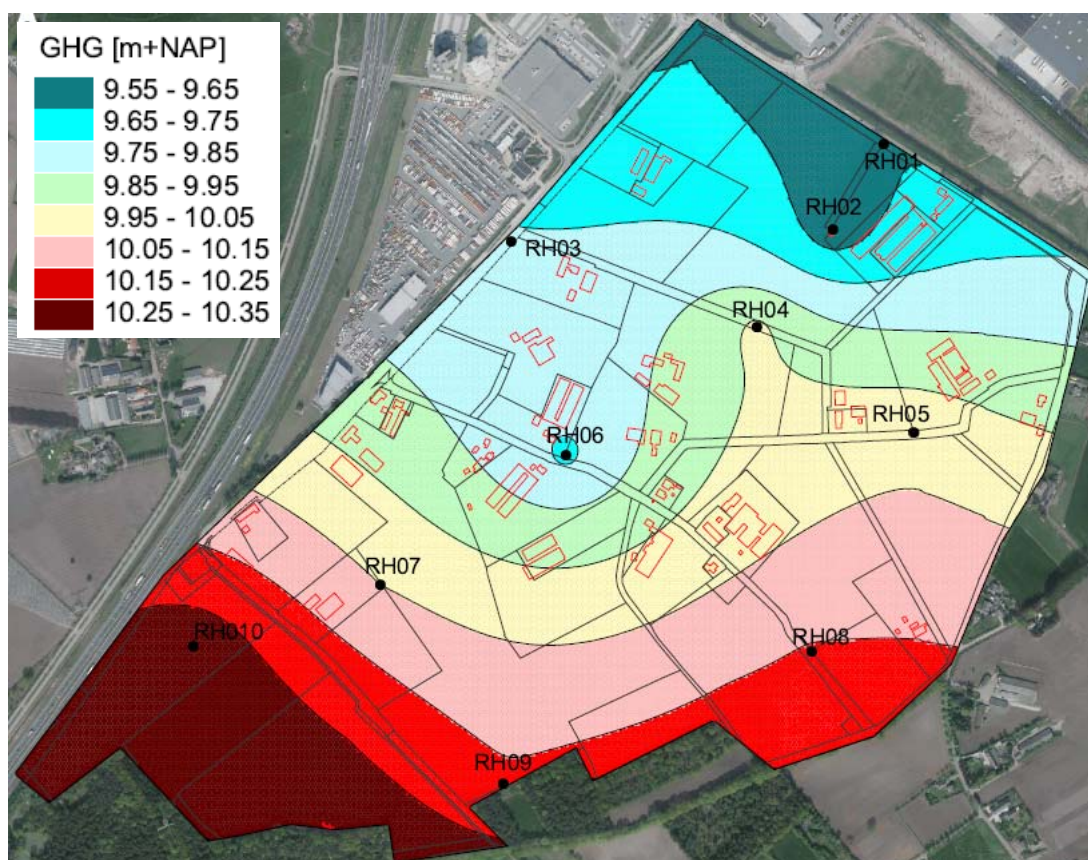 GHG [m+NAP]
9.55 - 9.65
9.65 - 9.75
9.75 - 9.85
9.85 - 9.95
9.95 - 10.05
10.05 - 10.15
10.15 - 10.25
10.25 - 10.35
RH01
RH02
RH03
RH04
RH05
RH06
RH07
RH08
RH010
RH09